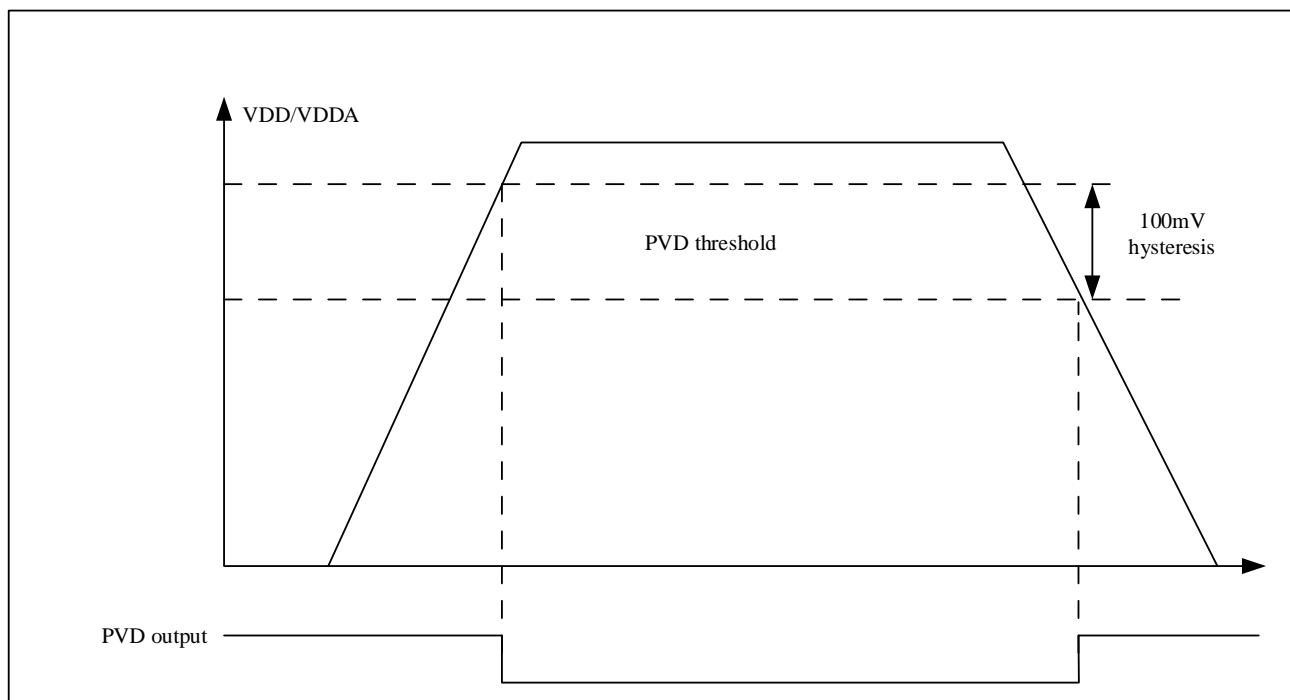 VDD/VDDA
PVD threshold
100mV
hysteresis
PVD output